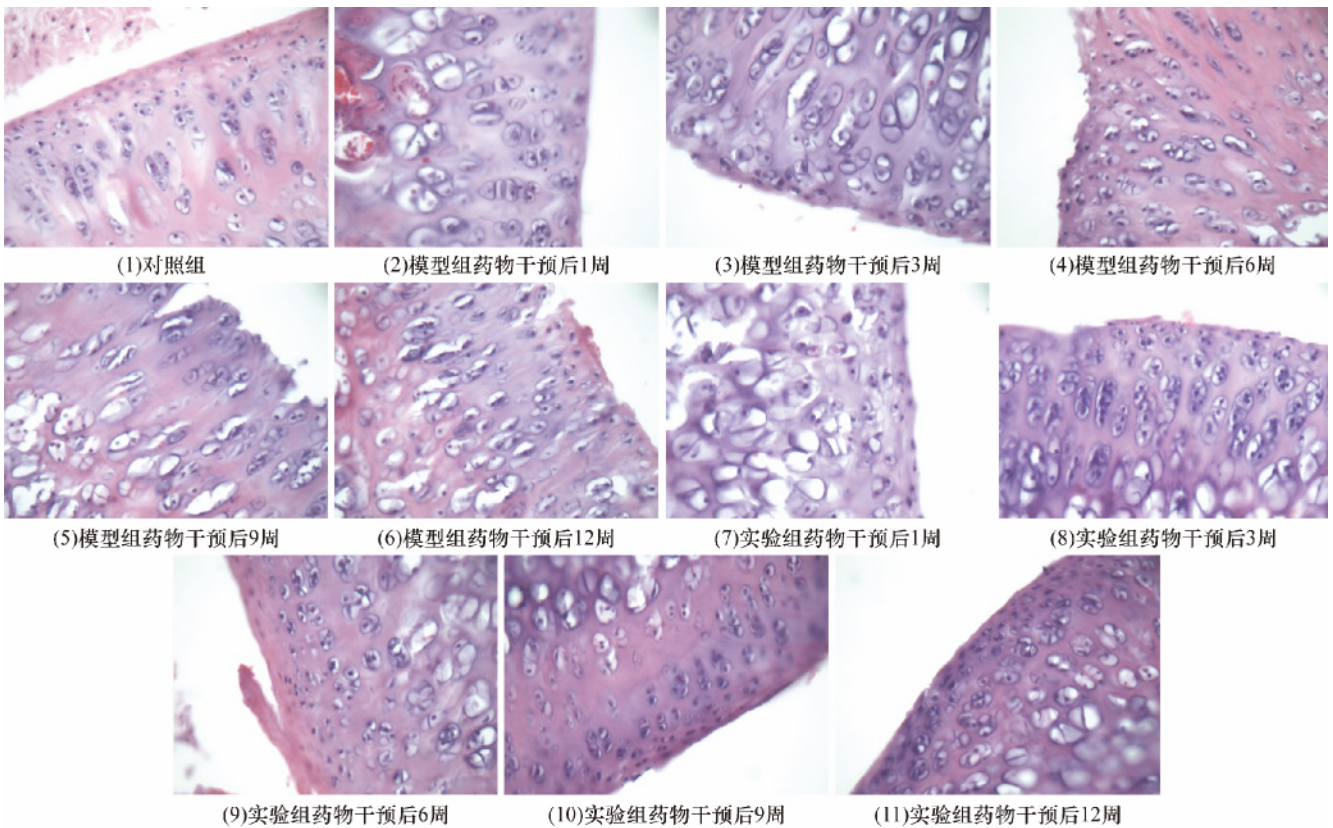 (1)对照组
(2)模型组药物干预后1周
(3)模型组药物干预后3周
(4)模型组药物干预后6周
(5)模型组药物干预后9周
(6)模型组药物干预后12周
(7)实验组药物干预后1周
(8)实验组药物干预后3周
(9)实验组药物干预后6周
(10)实验组药物干预后9周
(11)实验组药物干预后12周